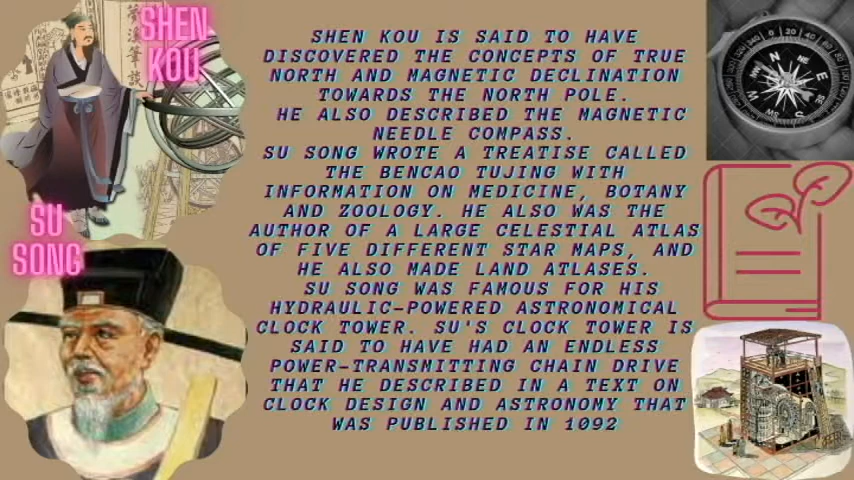 SHEN
KOU
SU
SONG
SHEN KOU IS SAID TO HAVE
DISCOVERED THE CONCEPTS OF TRUE
NORTH AND MAGNETIC DECLINATION
TOWARDS THE NORTH POLE.
HE ALSO DESCRIBED THE MAGNETIC
NEEDLE COMPASS.
SU SONG WROTE A TREATISE CALLED
THE BENCAO TUJING WITH
INFORMATION ON MEDICINE, BOTANY
AND ZOOLOGY. HE ALSO WAS THE
AUTHOR OF A LARGE CELESTIAL ATLAS
OF FIVE DIFFERENT STAR MAPS, AND
HE ALSO MADE LAND ATLASES.
SU SONG WAS FAMOUS FOR HIS
HYDRAULIC-POWERED ASTRONOMICAL
CLOCK TOWER. SU'S CLOCK TOWER IS
SAID TO HAVE HAD AN ENDLESS
POWER-TRANSMITTING CHAIN DRIVE
THAT HE DESCRIBED IN A TEXT ON
CLOCK DESIGN AND ASTRONOMY THAT
WAS PUBLISHED IN 1092
N
NE
E
SE
S
SW
W
NW